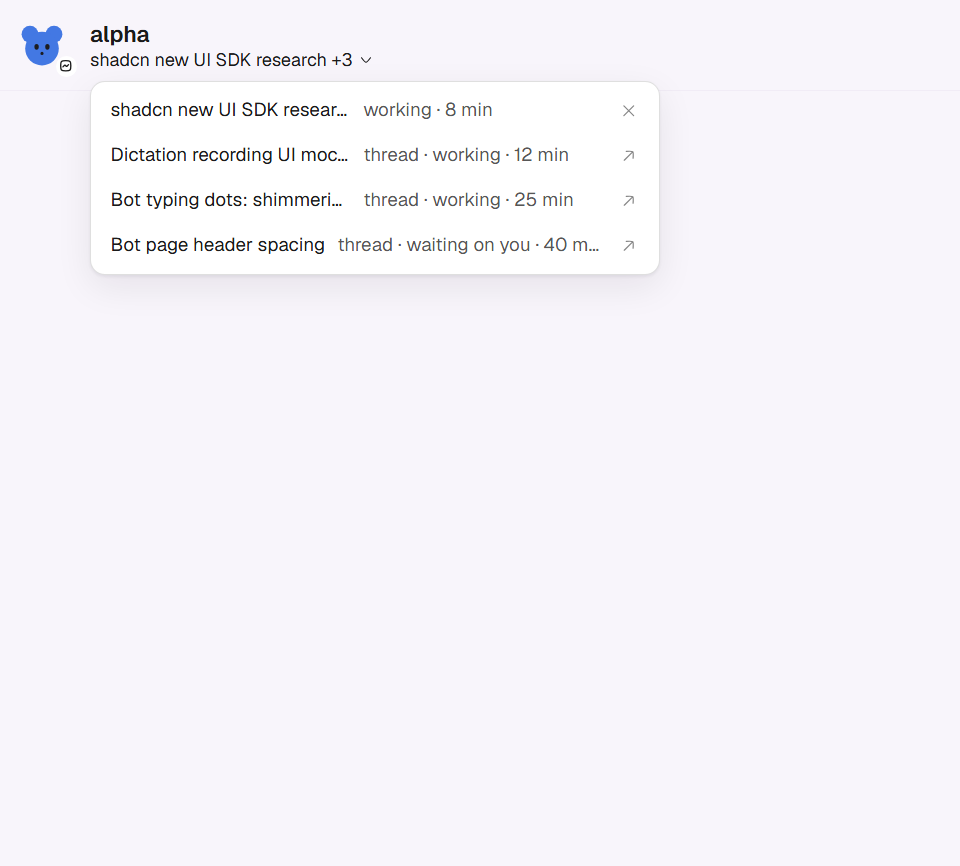 alpha
shadcn new UI SDK research +3
shadcn new UI SDK resear... working · 8 min
Dictation recording UI moc... thread · working · 12 min
Bot typing dots: shimmeri... thread · working · 25 min
Bot page header spacing thread · waiting on you · 40 m...